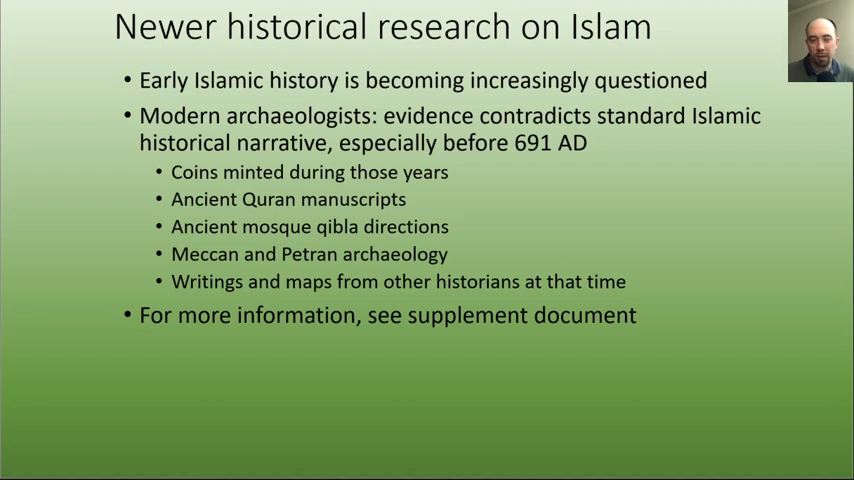 Newer historical research on Islam
• Early Islamic history is becoming increasingly questioned
• Modern archaeologists: evidence contradicts standard Islamic
historical narrative, especially before 691 AD
• Coins minted during those years
• Ancient Quran manuscripts
• Ancient mosque qibla directions
• Meccan and Petran archaeology
• Writings and maps from other historians at that time
• For more information, see supplement document